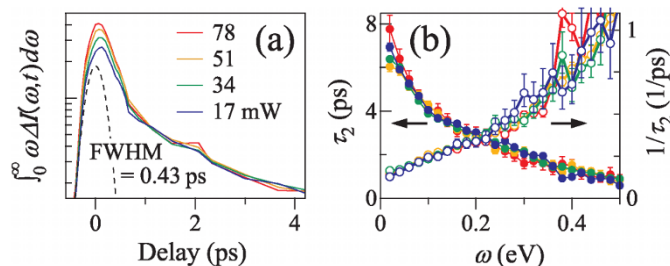 (a)
78
51
34
17 mW
FWHM
= 0.43 ps
∫₀^∞ ωΔI(ω,t)dω
0 2 4
Delay (ps)
(b)
8
4
0
τ₂ (ps)
1
0
1/τ₂ (1/ps)
0 0.2 0.4
ω (eV)